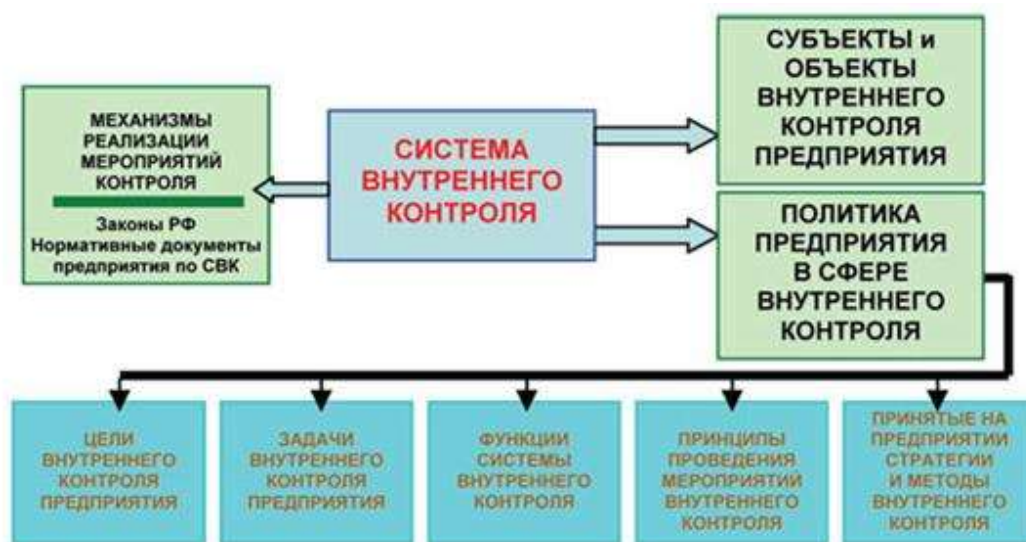 МЕХАНИЗМЫ
РЕАЛИЗАЦИИ
МЕРОПРИЯТИЙ
КОНТРОЛЯ
Законы РФ
Нормативные документы
предприятия по СВК
СИСТЕМА
ВНУТРЕННЕГО
КОНТРОЛЯ
СУБЪЕКТЫ и
ОБЪЕКТЫ
ВНУТРЕННЕГО
КОНТРОЛЯ
ПРЕДПРИЯТИЯ
ПОЛИТИКА
ПРЕДПРИЯТИЯ
В СФЕРЕ
ВНУТРЕННЕГО
КОНТРОЛЯ
ЦЕЛИ
ВНУТРЕННЕГО
КОНТРОЛЯ
ПРЕДПРИЯТИЯ
ЗАДАЧИ
ВНУТРЕННЕГО
КОНТРОЛЯ
ПРЕДПРИЯТИЯ
ФУНКЦИИ
СИСТЕМЫ
ВНУТРЕННЕГО
КОНТРОЛЯ
ПРИНЦИПЫ
ПРОВЕДЕНИЯ
МЕРОПРИЯТИЙ
ВНУТРЕННЕГО
КОНТРОЛЯ
ПРИНЯТЫЕ НА
ПРЕДПРИЯТИИ
СТРАТЕГИИ
И МЕТОДЫ
ВНУТРЕННЕГО
КОНТРОЛЯ